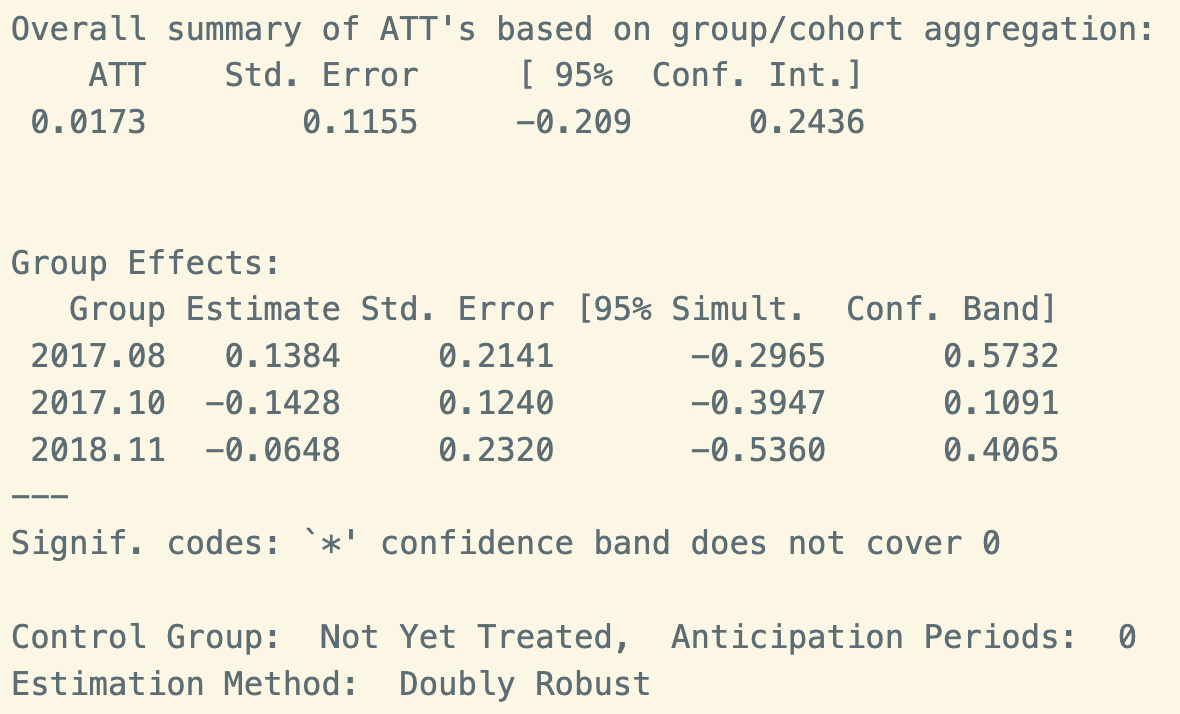 Overall summary of ATT's based on group/cohort aggregation:
    ATT    Std. Error     [ 95%  Conf. Int.]
 0.0173        0.1155     -0.209      0.2436
Group Effects:
   Group Estimate Std. Error [95% Simult.  Conf. Band]
 2017.08   0.1384     0.2141       -0.2965      0.5732
 2017.10  -0.1428     0.1240       -0.3947      0.1091
 2018.11  -0.0648     0.2320       -0.5360      0.4065
---
Signif. codes: `*' confidence band does not cover 0
Control Group:  Not Yet Treated,  Anticipation Periods:  0
Estimation Method:  Doubly Robust